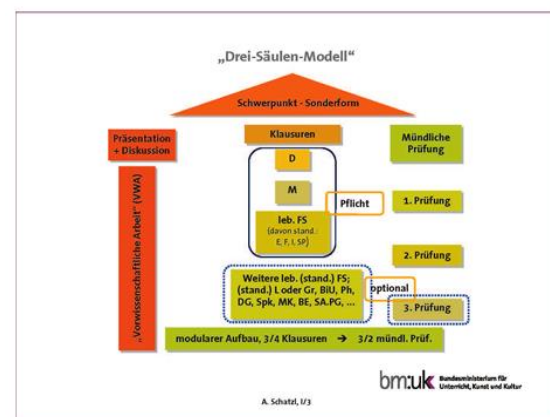 „Drei-Säulen-Modell"
Schwerpunkt - Sonderform
Präsentation
+ Diskussion
„Vorwissenschaftliche Arbeit" (VWA)
Klausuren
D
M
leb. FS
(davon stand.:
E, F, I, SP)
Pflicht
Weitere leb. (stand.) FS;
(stand.) L oder Gr, BiU, Ph,
DG, Spk, MK, BE, SA.PG, ...
optional
Mündliche
Prüfung
1. Prüfung
2. Prüfung
3. Prüfung
modularer Aufbau, 3/4 Klausuren → 3/2 mündl. Prüf.
bm:uk
Bundesministerium für
Unterricht, Kunst und Kultur
A. Schatzl, I/3